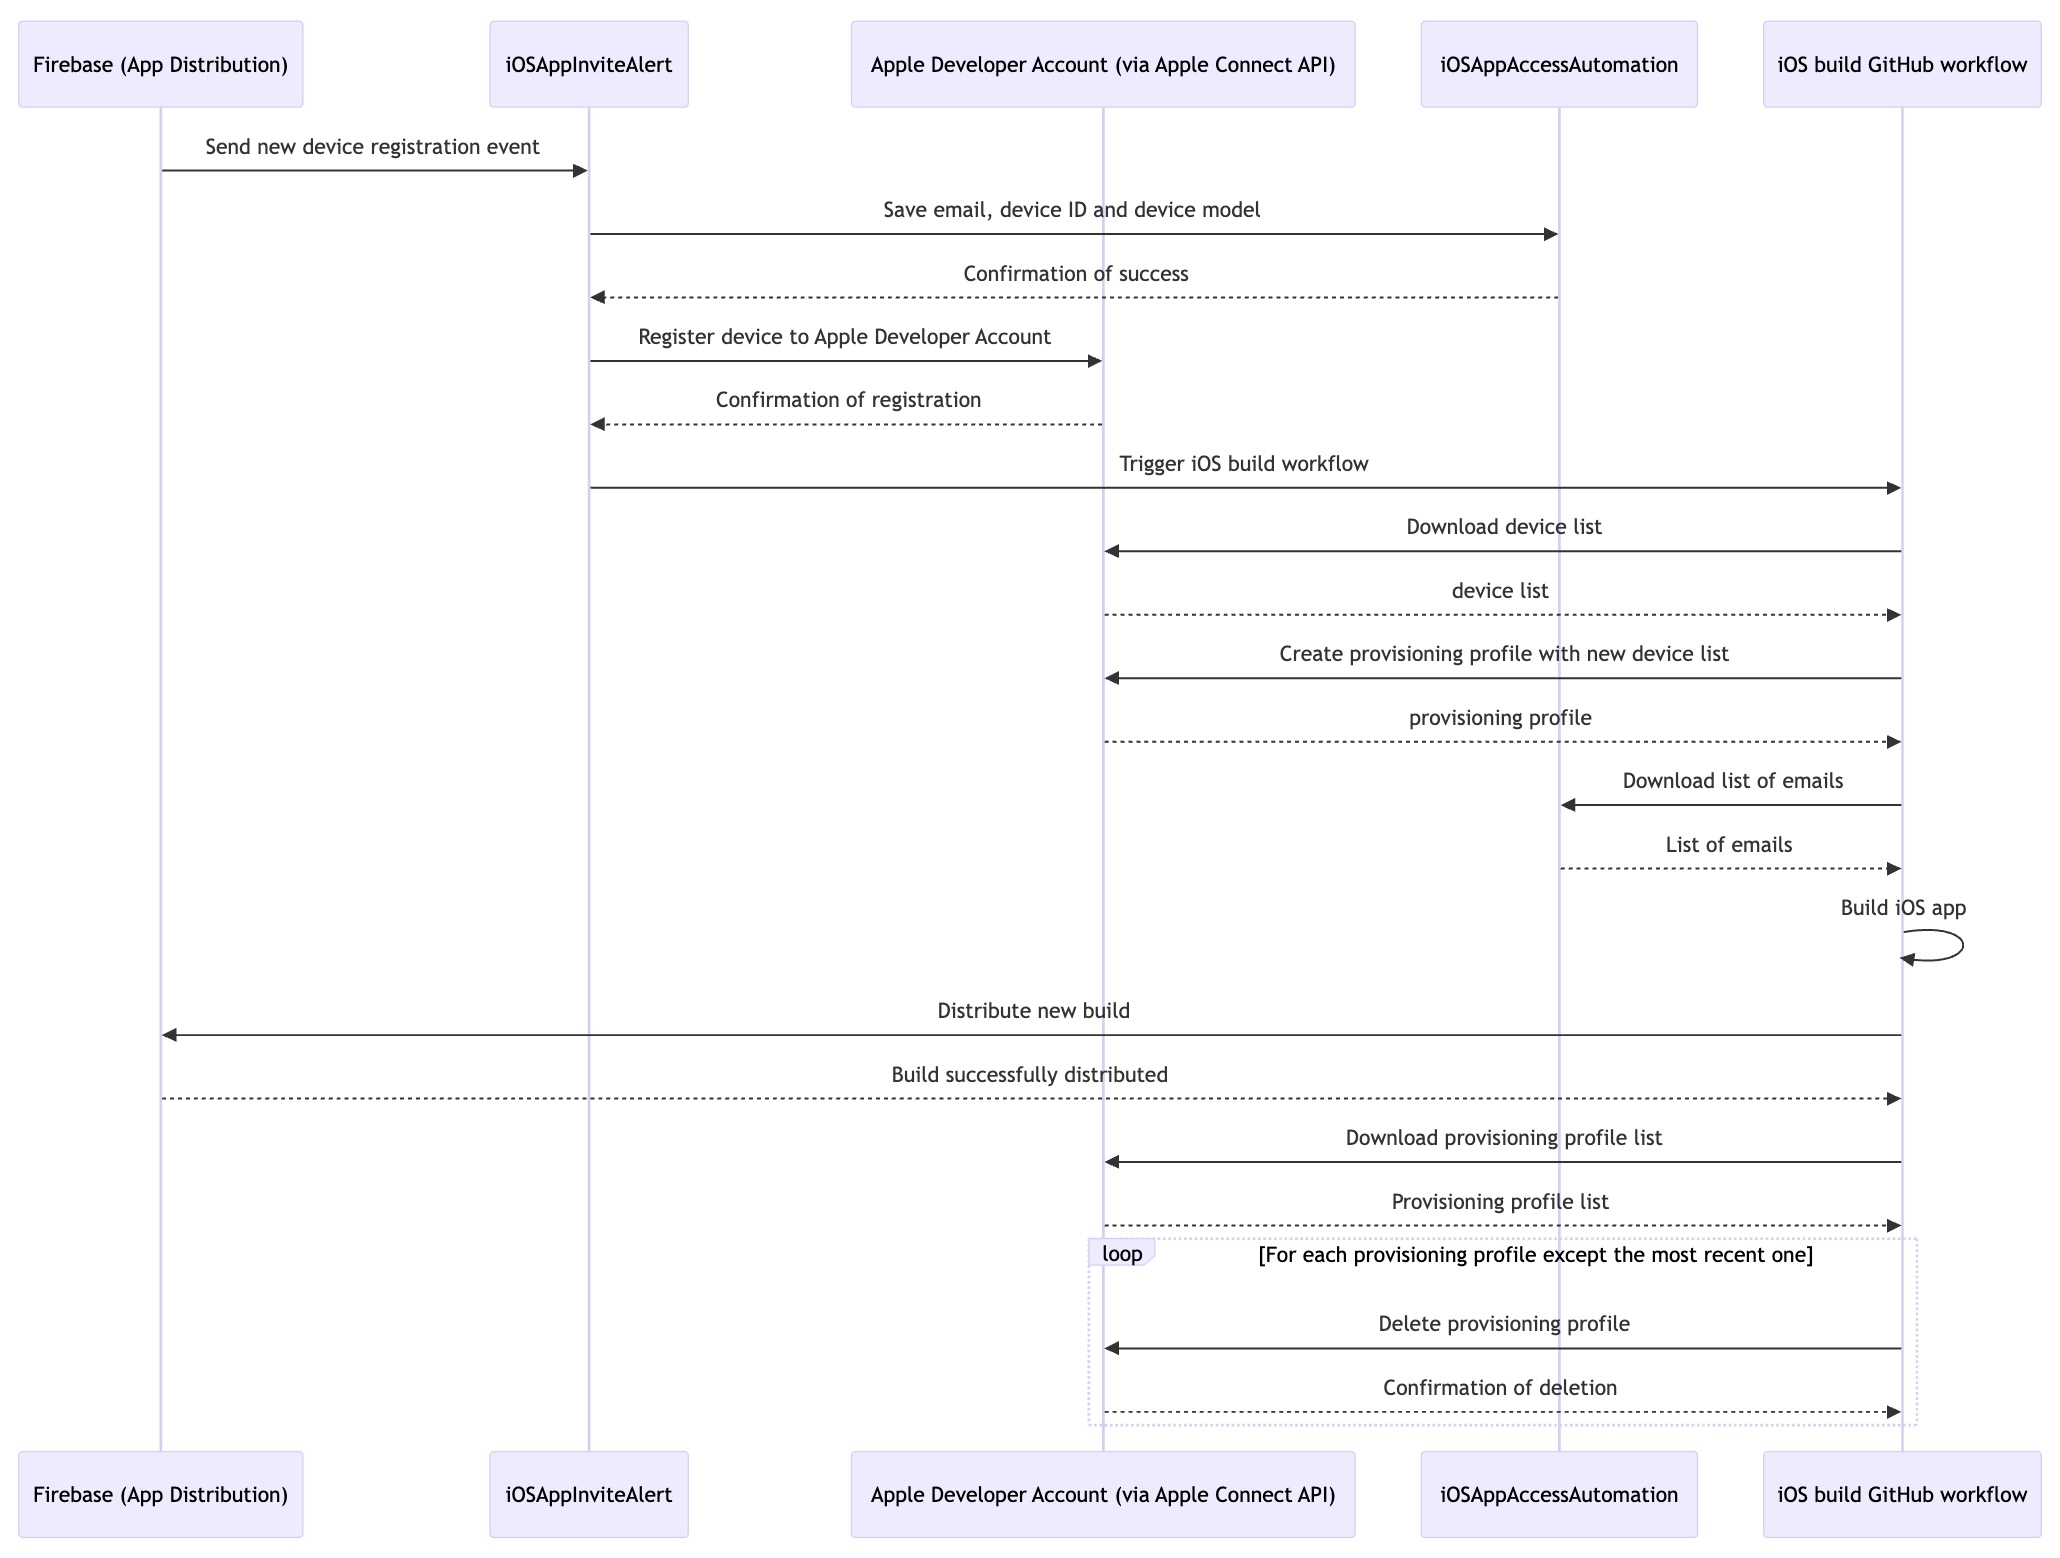 Firebase (App Distribution)
iOSAppInviteAlert
Apple Developer Account (via Apple Connect API)
iOSAppAccessAutomation
iOS build GitHub workflow
Send new device registration event
Save email, device ID and device model
Confirmation of success
Register device to Apple Developer Account
Confirmation of registration
Trigger iOS build workflow
Download device list
device list
Create provisioning profile with new device list
provisioning profile
Download list of emails
List of emails
Build iOS app
Distribute new build
Build successfully distributed
Download provisioning profile list
Provisioning profile list
loop
[For each provisioning profile except the most recent one]
Delete provisioning profile
Confirmation of deletion
Firebase (App Distribution)
iOSAppInviteAlert
Apple Developer Account (via Apple Connect API)
iOSAppAccessAutomation
iOS build GitHub workflow